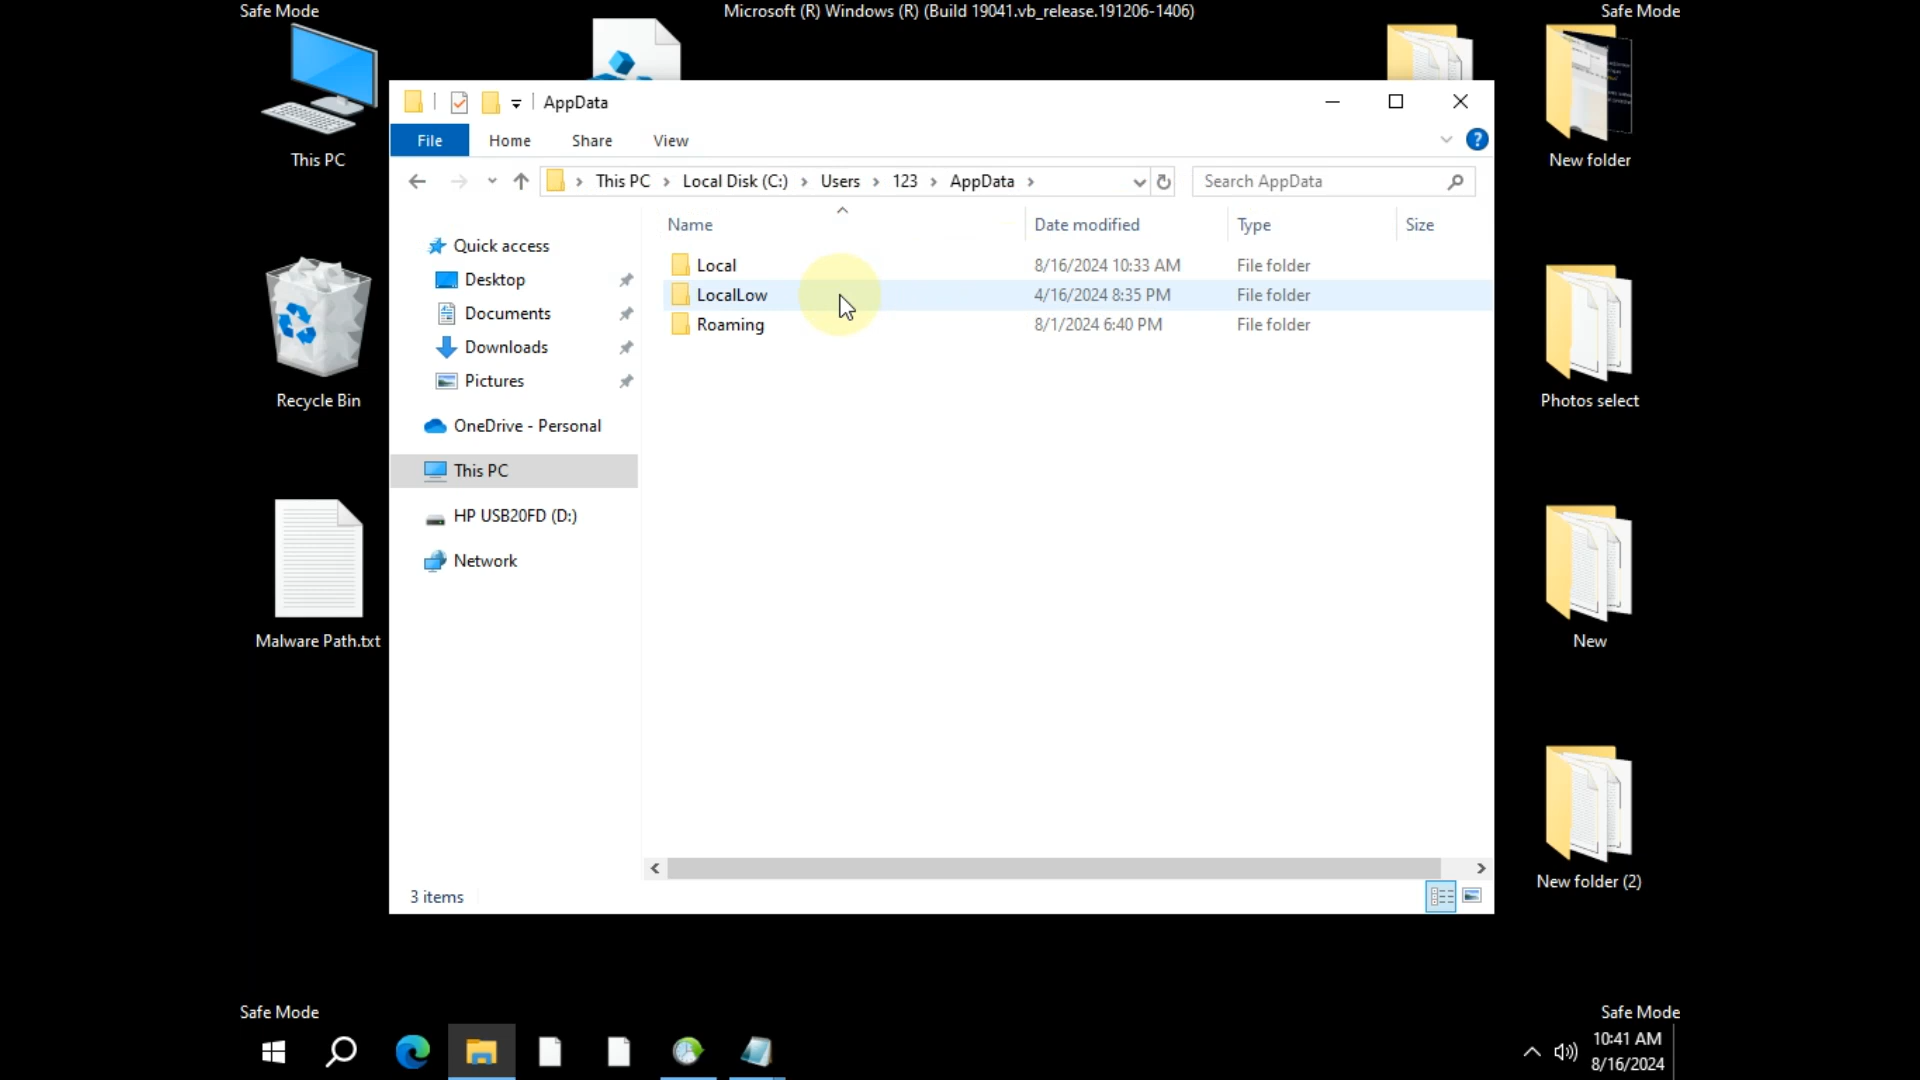 Safe Mode
Microsoft (R) Windows (R) (Build 19041.vb_release.191206-1406)
Safe Mode
This PC
New folder
Recycle Bin
Photos select
Malware Path.txt
New
New folder (2)
AppData
File
Home
Share
View
?
This PC
Local Disk (C:)
Users
123
AppData
Search AppData
Quick access
Desktop
Documents
Downloads
Pictures
OneDrive - Personal
This PC
HP USB20FD (D:)
Network
Name
Date modified
Type
Size
Local
8/16/2024 10:33 AM
File folder
LocalLow
4/16/2024 8:35 PM
File folder
Roaming
8/1/2024 6:40 PM
File folder
3 items
Safe Mode
Safe Mode
10:41 AM
8/16/2024